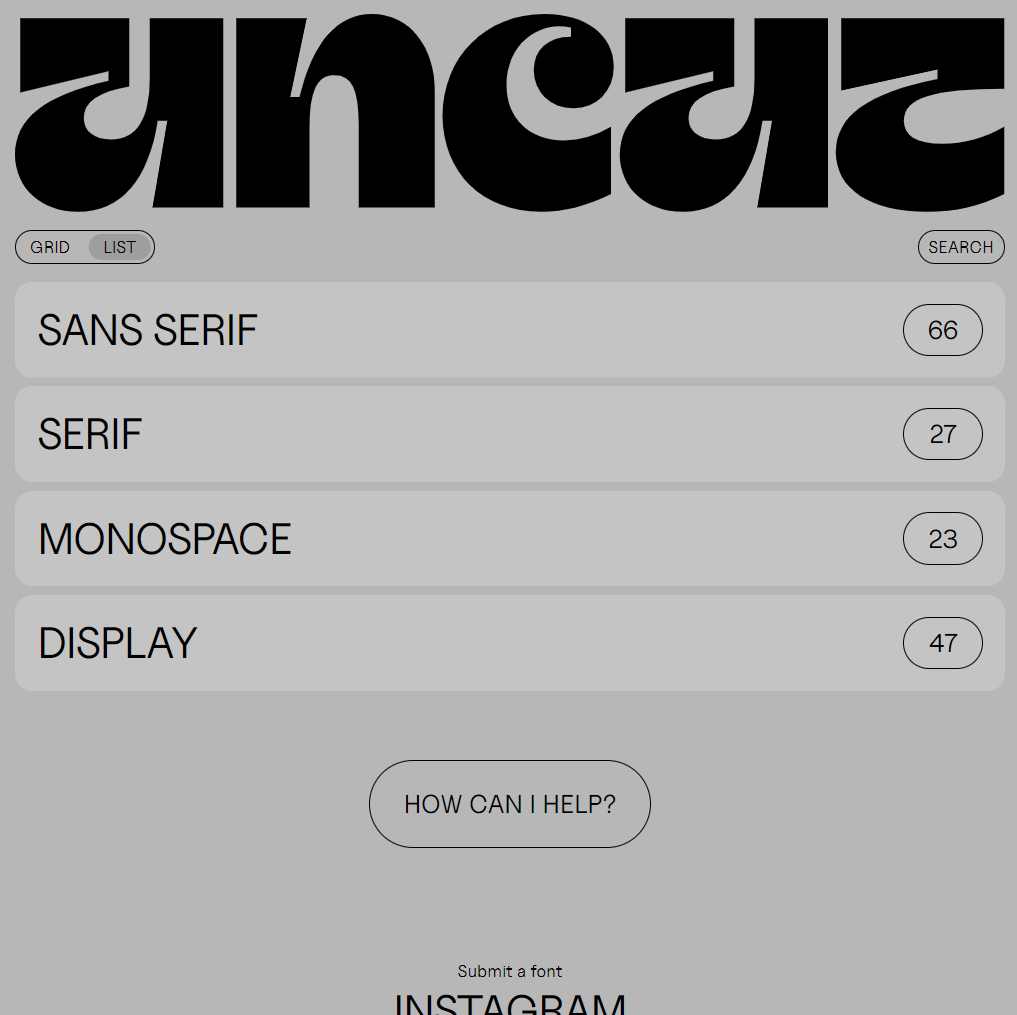 uncut
GRID LIST SEARCH
SANS SERIF 66
SERIF 27
MONOSPACE 23
DISPLAY 47
HOW CAN I HELP?
Submit a font
INSTAGRAM